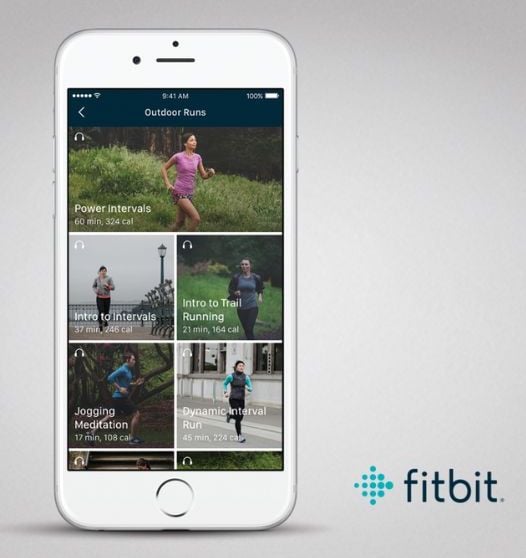 9:41 AM
100%
Outdoor Runs
Power Intervals
60 min, 324 cal
Intro to Intervals
37 min, 246 cal
Intro to Trail
Running
21 min, 164 cal
Jogging
Meditation
17 min, 108 cal
Dynamic Interval
Run
45 min, 224 cal
fitbit